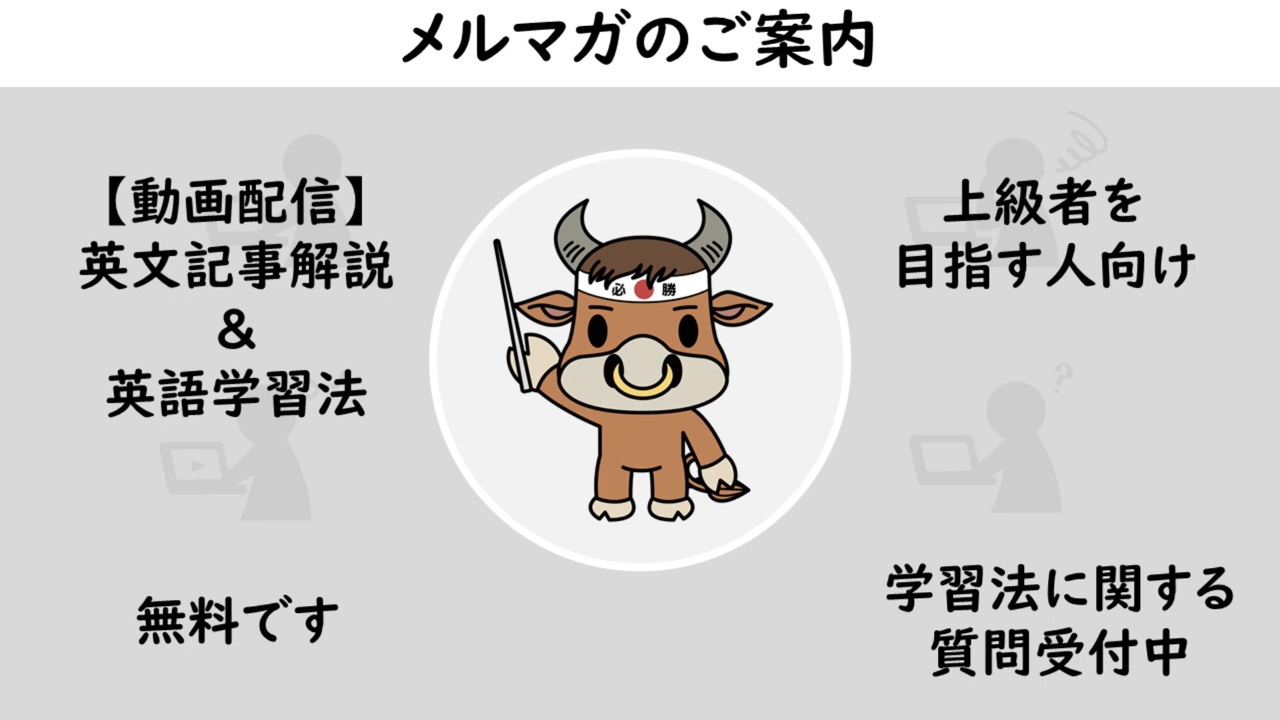 メルマガのご案内
【動画配信】
英文記事解説
&
英語学習法
上級者を
目指す人向け
必 勝
無料です
学習法に関する
質問受付中